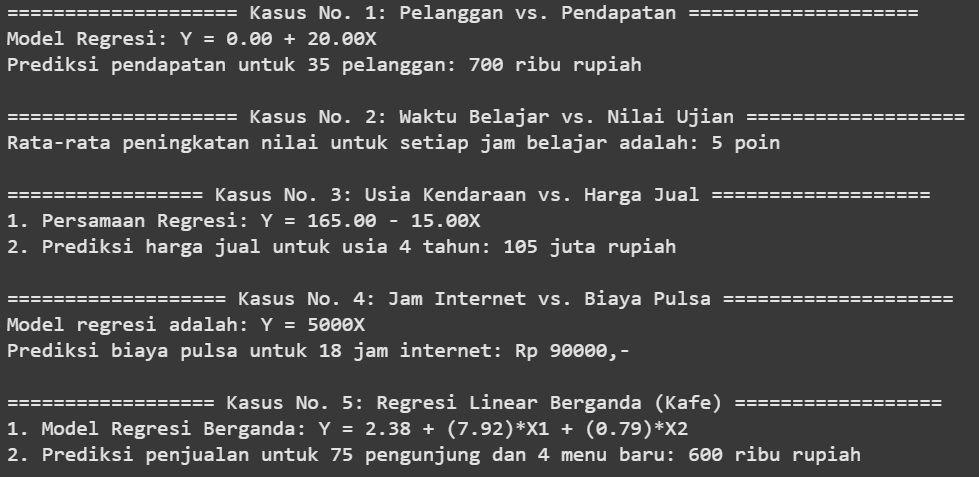 ==================== Kasus No. 1: Pelanggan vs. Pendapatan ====================
Model Regresi: Y = 0.00 + 20.00X
Prediksi pendapatan untuk 35 pelanggan: 700 ribu rupiah
==================== Kasus No. 2: Waktu Belajar vs. Nilai Ujian ===================
Rata-rata peningkatan nilai untuk setiap jam belajar adalah: 5 poin
================= Kasus No. 3: Usia Kendaraan vs. Harga Jual ===================
1. Persamaan Regresi: Y = 165.00 - 15.00X
2. Prediksi harga jual untuk usia 4 tahun: 105 juta rupiah
=================== Kasus No. 4: Jam Internet vs. Biaya Pulsa ====================
Model regresi adalah: Y = 5000X
Prediksi biaya pulsa untuk 18 jam internet: Rp 90000,-
================== Kasus No. 5: Regresi Linear Berganda (Kafe) ==================
1. Model Regresi Berganda: Y = 2.38 + (7.92)*X1 + (0.79)*X2
2. Prediksi penjualan untuk 75 pengunjung dan 4 menu baru: 600 ribu rupiah